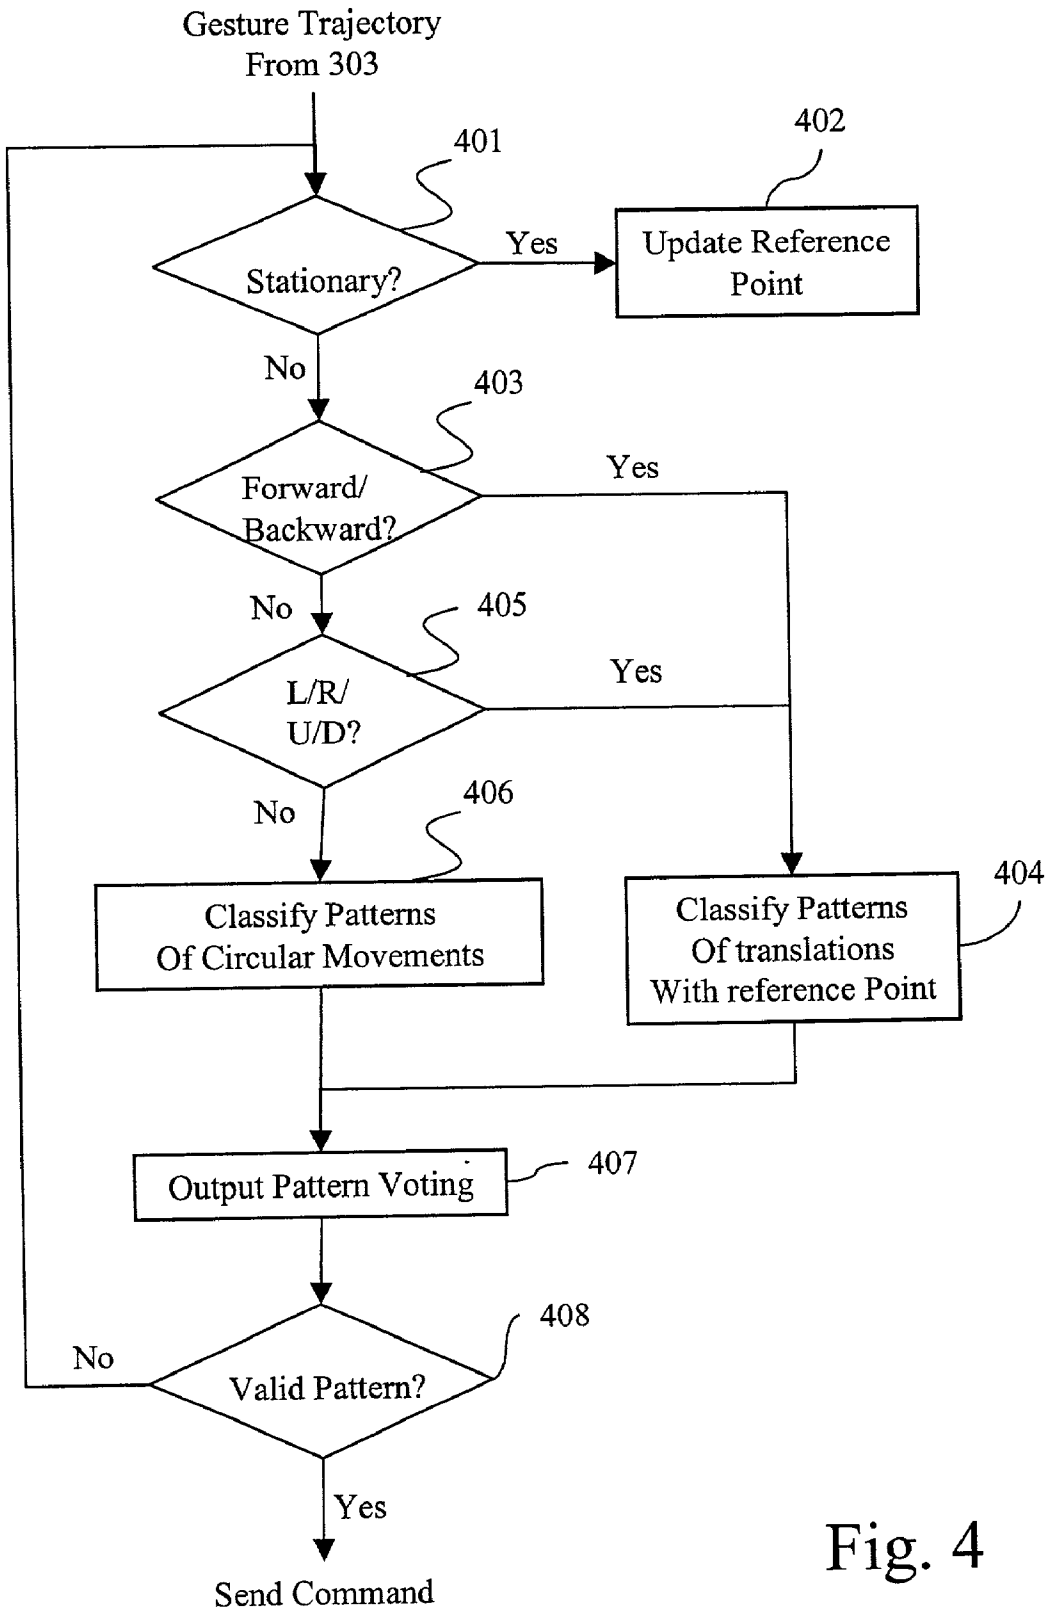 Gesture Trajectory
From 303
401
402
Stationary?
Yes
Update Reference
Point
No
403
Forward/
Backward?
Yes
No
405
L/R/
U/D?
Yes
No
406
Classify Patterns
Of Circular Movements
404
Classify Patterns
Of translations
With reference Point
Output Pattern Voting
407
408
Valid Pattern?
No
Yes
Send Command
Fig. 4